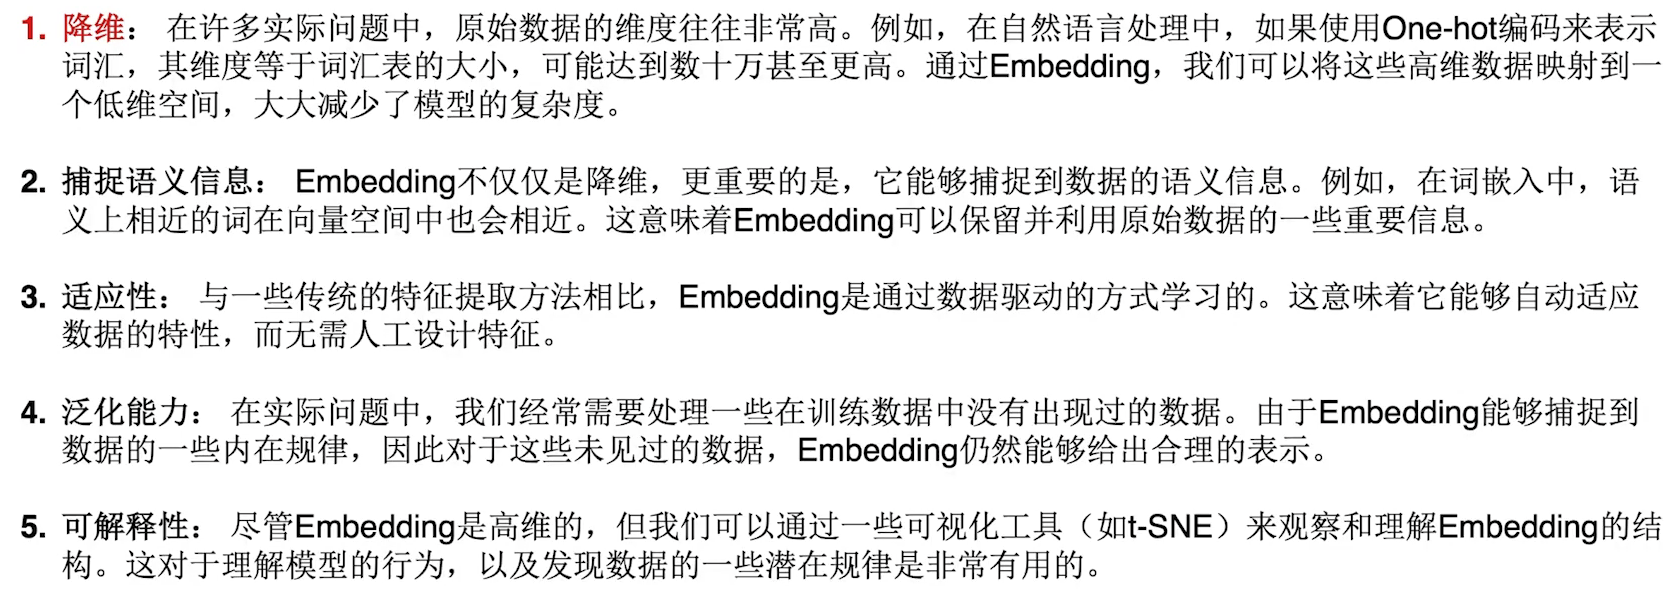 1. 降维： 在许多实际问题中，原始数据的维度往往非常高。例如，在自然语言处理中，如果使用One-hot编码来表示
词汇，其维度等于词汇表的大小，可能达到数十万甚至更高。通过Embedding，我们可以将这些高维数据映射到一
个低维空间，大大减少了模型的复杂度。
2. 捕捉语义信息： Embedding不仅仅是降维，更重要的是，它能够捕捉到数据的语义信息。例如，在词嵌入中，语
义上相近的词在向量空间中也会相近。这意味着Embedding可以保留并利用原始数据的一些重要信息。
3. 适应性： 与一些传统的特征提取方法相比，Embedding是通过数据驱动的方式学习的。这意味着它能够自动适应
数据的特性，而无需人工设计特征。
4. 泛化能力： 在实际问题中，我们经常需要处理一些在训练数据中没有出现过的数据。由于Embedding能够捕捉到
数据的一些内在规律，因此对于这些未见过的数据，Embedding仍然能够给出合理的表示。
5. 可解释性： 尽管Embedding是高维的，但我们可以通过一些可视化工具（如t-SNE）来观察和理解Embedding的结
构。这对于理解模型的行为，以及发现数据的一些潜在规律是非常有用的。